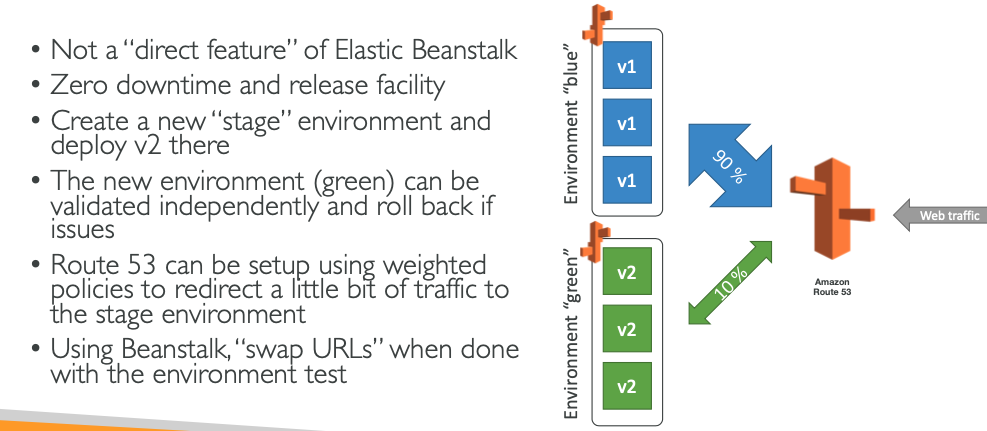 • Not a “direct feature” of Elastic Beanstalk
• Zero downtime and release facility
• Create a new “stage” environment and
deploy v2 there
• The new environment (green) can be
validated independently and roll back if
issues
• Route 53 can be setup using weighted
policies to redirect a little bit of traffic to
the stage environment
• Using Beanstalk, “swap URLs” when done
with the environment test
Environment “blue”
v1
v1
v1
Environment “green”
v2
v2
v2
90 %
10 %
Amazon
Route 53
Web traffic